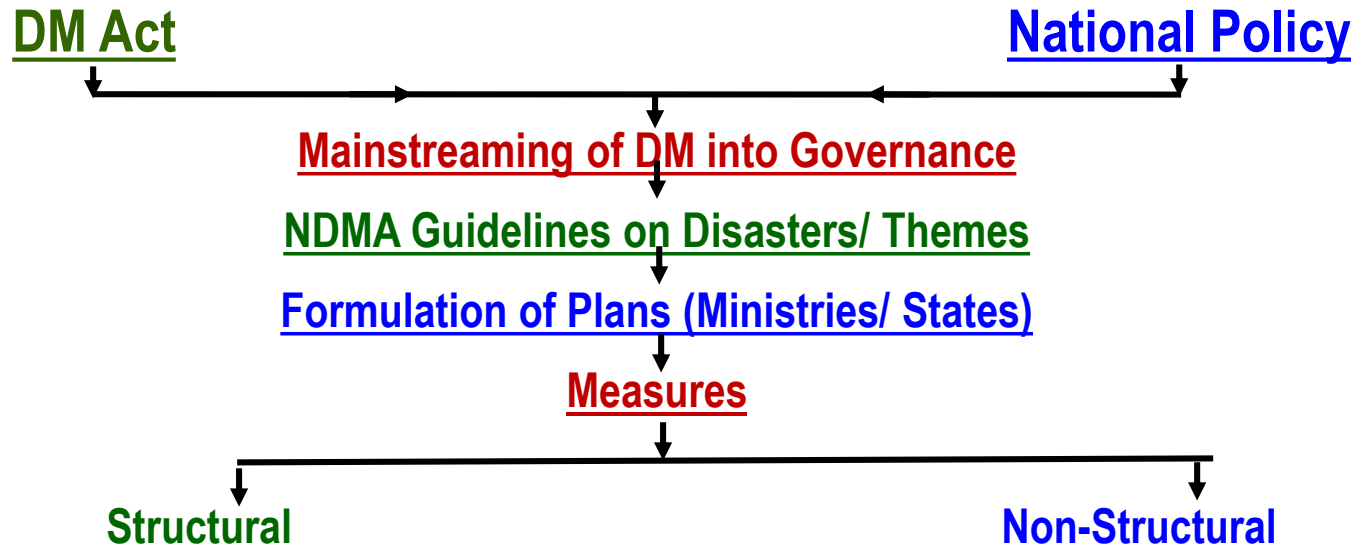 DM Act
National Policy
Mainstreaming of DM into Governance
NDMA Guidelines on Disasters/ Themes
Formulation of Plans (Ministries/ States)
Measures
Structural
Non-Structural